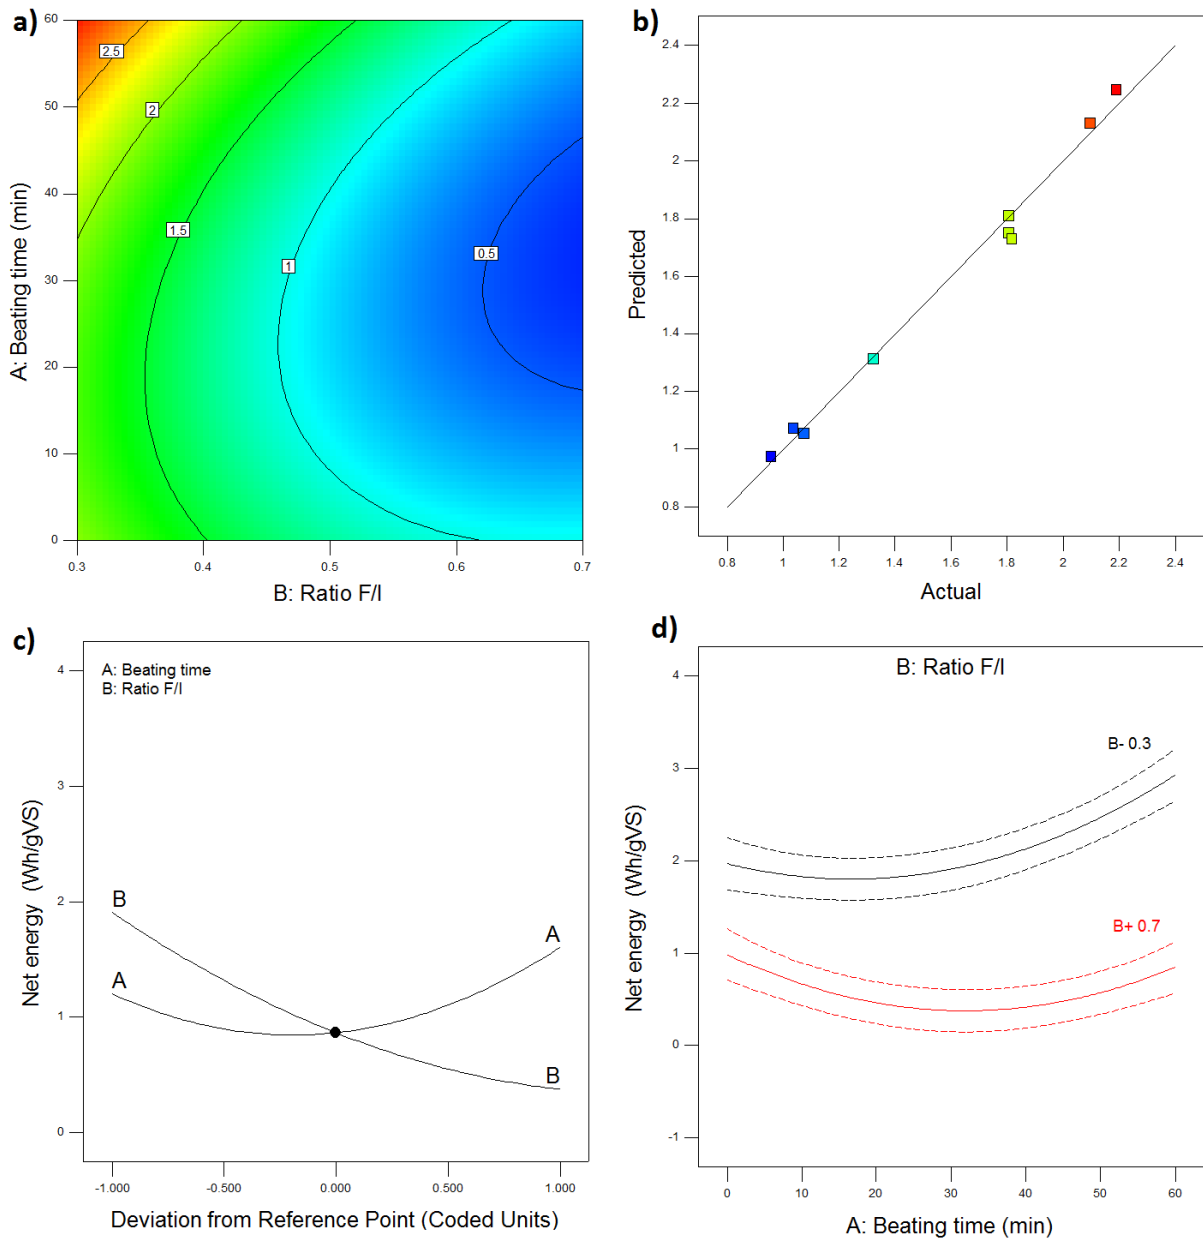 a)
60
50
40
30
20
10
0
A: Beating time (min)
2.5
2
1.5
1
0.5
0.3
0.4
0.5
0.6
0.7
B: Ratio F/I
b)
2.4
2.2
2
1.8
1.6
1.4
1.2
1
0.8
Predicted
0.8
1
1.2
1.4
1.6
1.8
2
2.2
2.4
Actual
c)
A: Beating time
B: Ratio F/I
4
3
2
1
0
Net energy (Wh/gVS)
B
A
A
B
-1.000
-0.500
0.000
0.500
1.000
Deviation from Reference Point (Coded Units)
d)
B: Ratio F/I
4
3
2
1
0
-1
Net energy (Wh/gVS)
B- 0.3
B+ 0.7
0
10
20
30
40
50
60
A: Beating time (min)